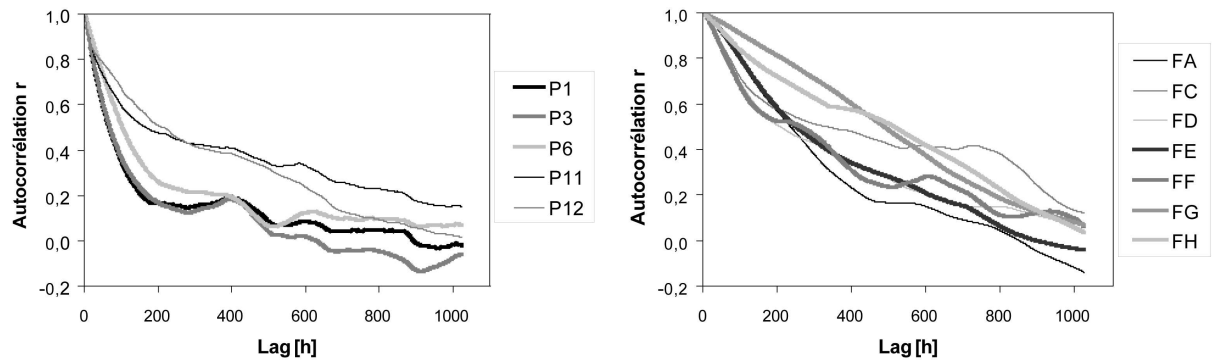 Autocorrélation r
1,0
0,8
0,6
0,4
0,2
0,0
-0,2
0 200 400 600 800 1000
Lag [h]
P1
P3
P6
P11
P12
Autocorrélation r
1,0
0,8
0,6
0,4
0,2
0,0
-0,2
0 200 400 600 800 1000
Lag [h]
FA
FC
FD
FE
FF
FG
FH